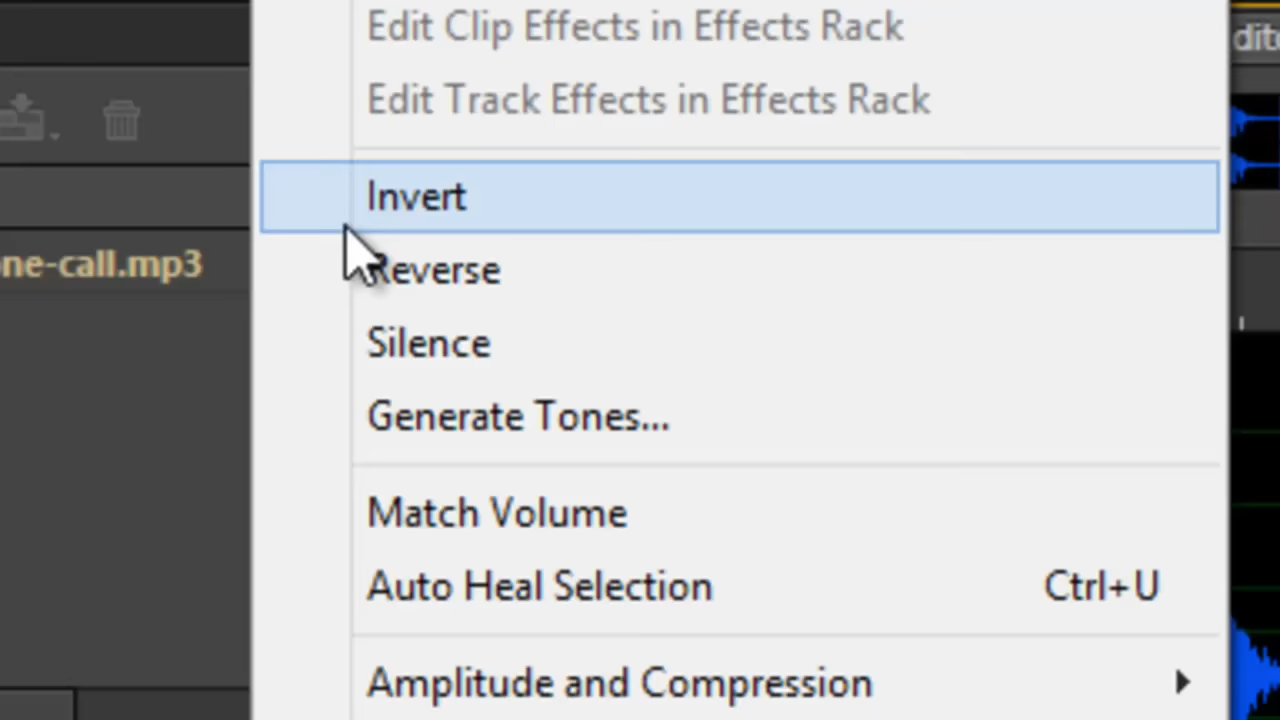 Edit Clip Effects in Effects Rack
Edit Track Effects in Effects Rack
Invert
ne-call.mp3
Reverse
Silence
Generate Tones...
Match Volume
Auto Heal Selection Ctrl+U
Amplitude and Compression